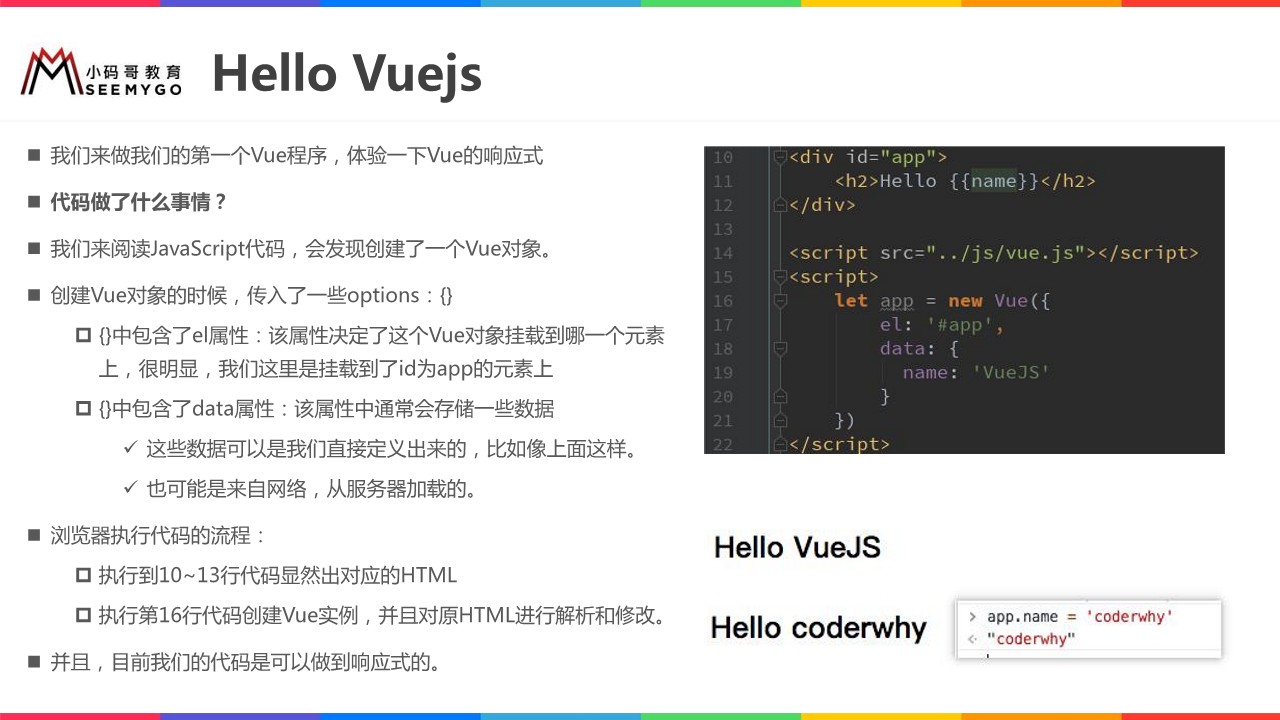 小码哥教育
SEEMYGO
Hello Vuejs
■ 我们来做我们的第一个Vue程序，体验一下Vue的响应式
■ 代码做了什么事情？
■ 我们来阅读JavaScript代码，会发现创建了一个Vue对象。
■ 创建Vue对象的时候，传入了一些options：{}
{}中包含了el属性：该属性决定了这个Vue对象挂载到哪一个元素
上，很明显，我们这里是挂载到了id为app的元素上
{}中包含了data属性：该属性中通常会存储一些数据
✓ 这些数据可以是我们直接定义出来的，比如像上面这样。
✓ 也可能是来自网络，从服务器加载的。
■ 浏览器执行代码的流程：
执行到10~13行代码显然出对应的HTML
执行第16行代码创建Vue实例，并且对原HTML进行解析和修改。
■ 并且，目前我们的代码是可以做到响应式的。
10 <div id="app">
11 <h2>Hello {{name}}</h2>
12 </div>
13
14 <script src="../js/vue.js"></script>
15 <script>
16 let app = new Vue({
17 el: '#app',
18 data: {
19 name: 'VueJS'
20 }
21 })
22 </script>
Hello VueJS
Hello coderwhy
> app.name = 'coderwhy'
< "coderwhy"